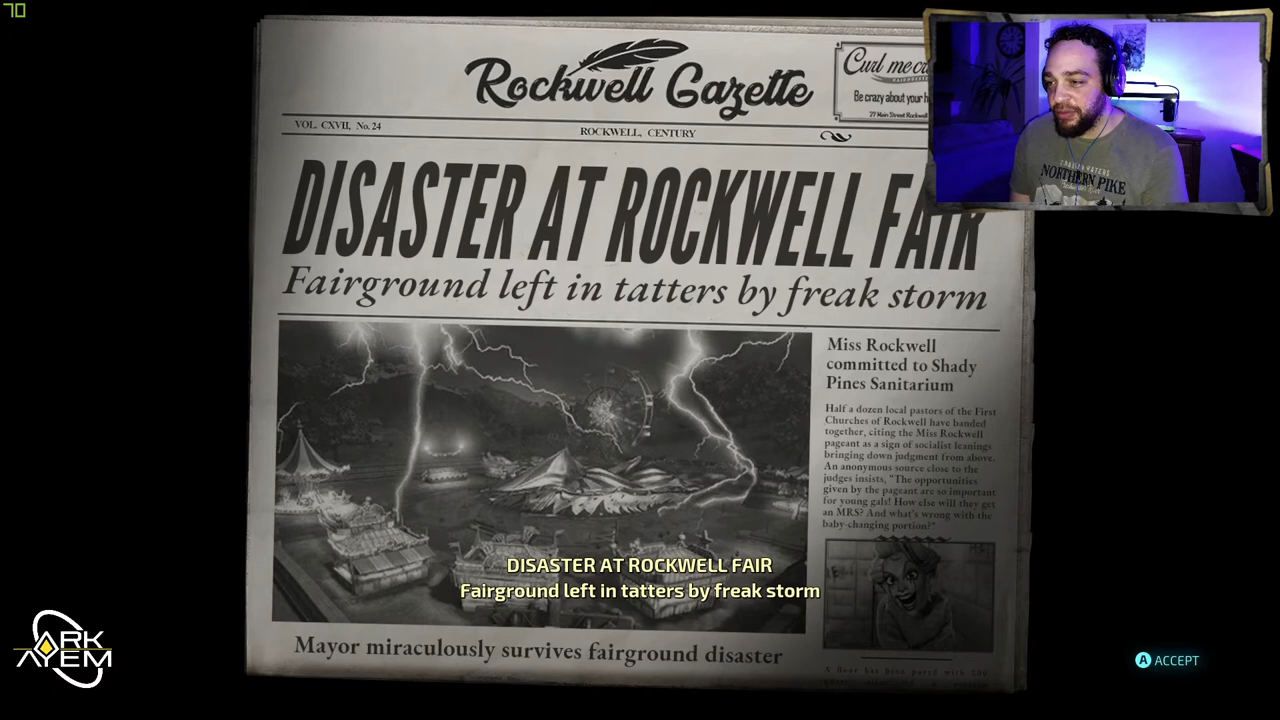 70
Rockwell Gazette
Curl me
Be crazy about your
27 Main Street Rockwell
VOL. CXVII, No. 24
ROCKWELL, CENTURY
DISASTER AT ROCKWELL FAIR
Fairground left in tatters by freak storm
Miss Rockwell
committed to Shady
Pines Sanitarium
Half a dozen local pastors of the First
Churches of Rockwell have banded
together, citing the Miss Rockwell
pageant as a sign of socialist leanings
bringing down judgment from above.
An anonymous source close to the
judges insists, "The opportunities
given by the pageant are so important
for young gals! How else will they get
an MRS? And what's wrong with the
baby-changing portion?"
DISASTER AT ROCKWELL FAIR
Fairground left in tatters by freak storm
Mayor miraculously survives fairground disaster
NORTHERN PIKE
ARK
AYEM
A ACCEPT